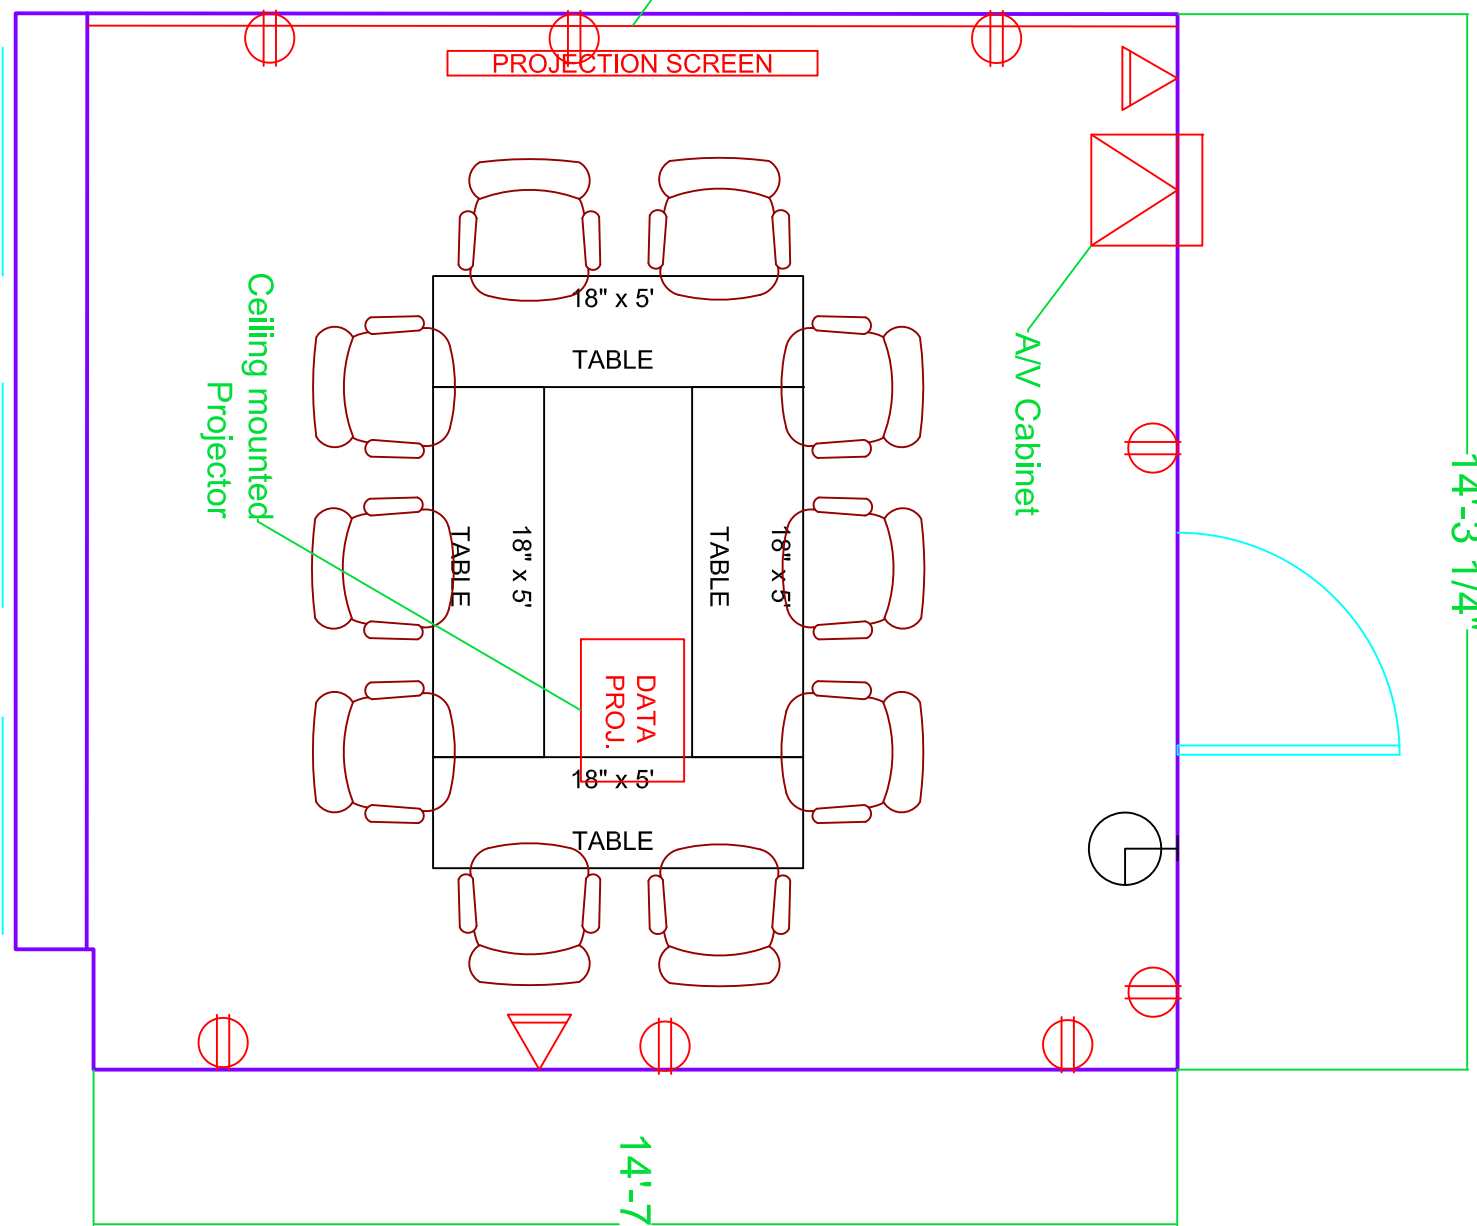 PROJECTION SCREEN
18" x 5'
TABLE
Ceiling mounted
Projector
A/V Cabinet
14'-3 1/4"
18" x 5'
TABLE
18" x 5'
TABLE
DATA
PROJ.
18" x 5'
TABLE
14'-7